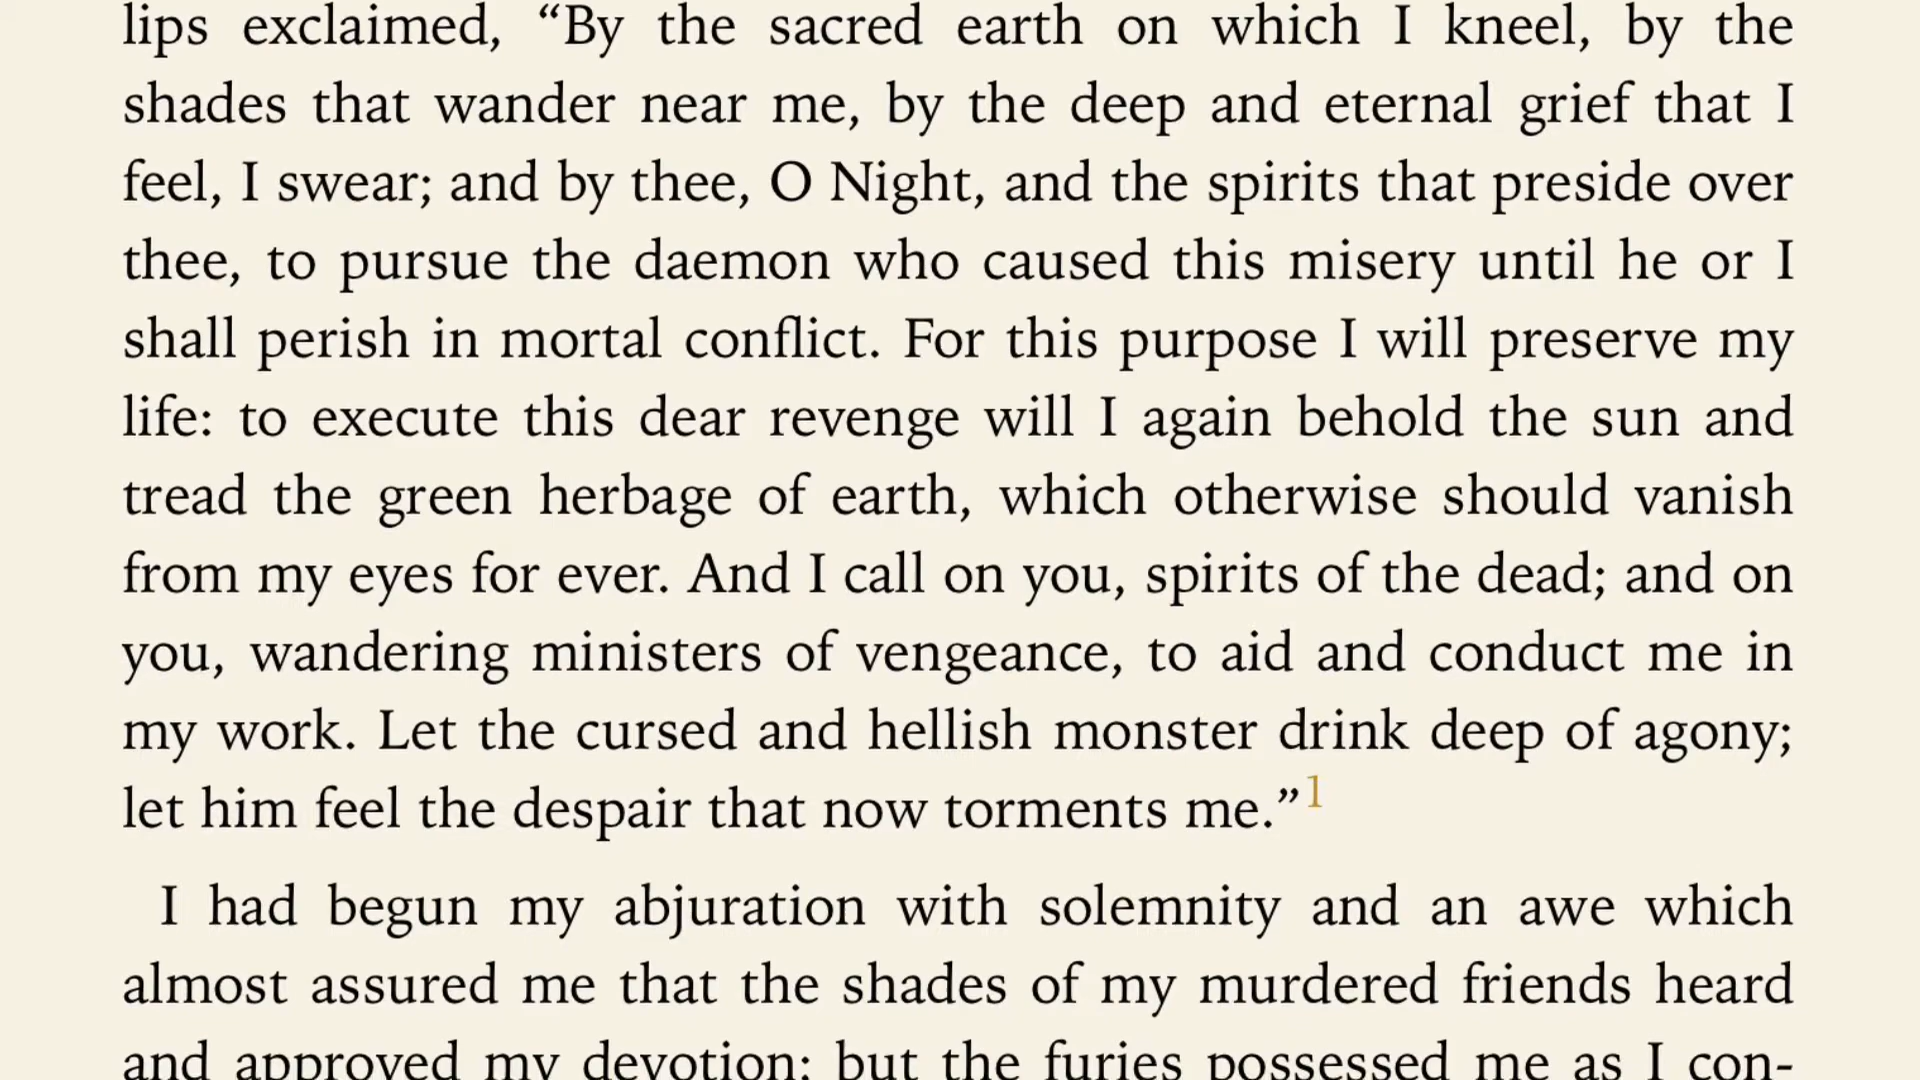 lips exclaimed, “By the sacred earth on which I kneel, by the
shades that wander near me, by the deep and eternal grief that I
feel, I swear; and by thee, O Night, and the spirits that preside over
thee, to pursue the daemon who caused this misery until he or I
shall perish in mortal conflict. For this purpose I will preserve my
life: to execute this dear revenge will I again behold the sun and
tread the green herbage of earth, which otherwise should vanish
from my eyes for ever. And I call on you, spirits of the dead; and on
you, wandering ministers of vengeance, to aid and conduct me in
my work. Let the cursed and hellish monster drink deep of agony;
let him feel the despair that now torments me.”1
I had begun my abjuration with solemnity and an awe which
almost assured me that the shades of my murdered friends heard
and approved my devotion; but the furies possessed me as I con-